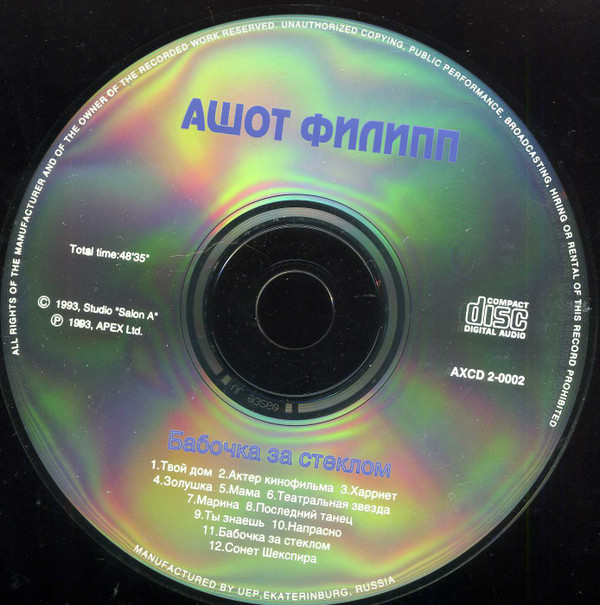 ALL RIGHTS OF THE MANUFACTURER AND OF THE OWNER OF THE RECORDED WORK RESERVED. UNAUTHORIZED COPYING, PUBLIC PERFORMANCE, BROADCASTING, HIRING OR RENTAL OF THIS RECORD PROHIBITED
АШОТ ФИЛИПП
Total time:48'35"
© 1993, Studio "Salon A"
℗ 1993, APEX Ltd.
COMPACT
disc
DIGITAL AUDIO
AXCD 2-0002
Бабочка за стеклом
1.Твой дом 2.Актер кинофильма 3.Харриет
4.Золушка 5.Мама 6.Театральная звезда
7.Марина 8.Последний танец
9.Ты знаешь 10.Напрасно
11.Бабочка за стеклом
12.Сонет Шекспира
MANUFACTURED BY UEP,EKATERINBURG, RUSSIA